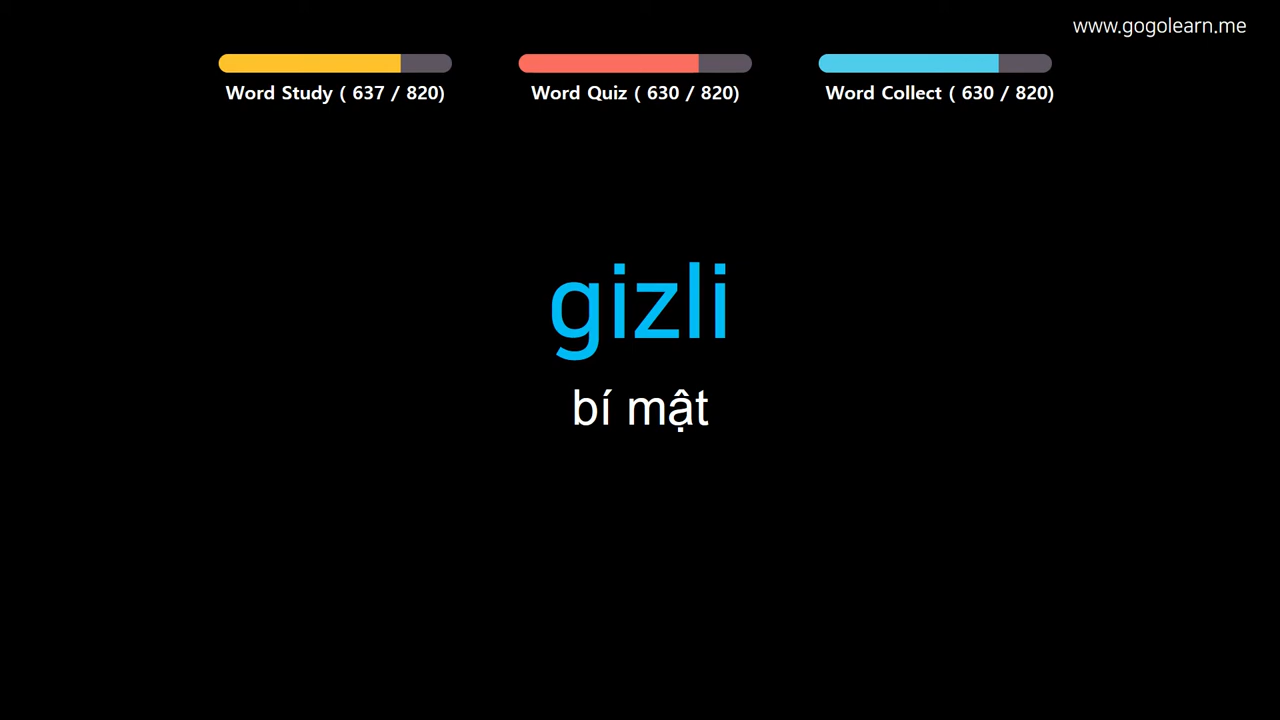 www.gogolearn.me
Word Study ( 637 / 820)
Word Quiz ( 630 / 820)
Word Collect ( 630 / 820)
gizli
bí mật